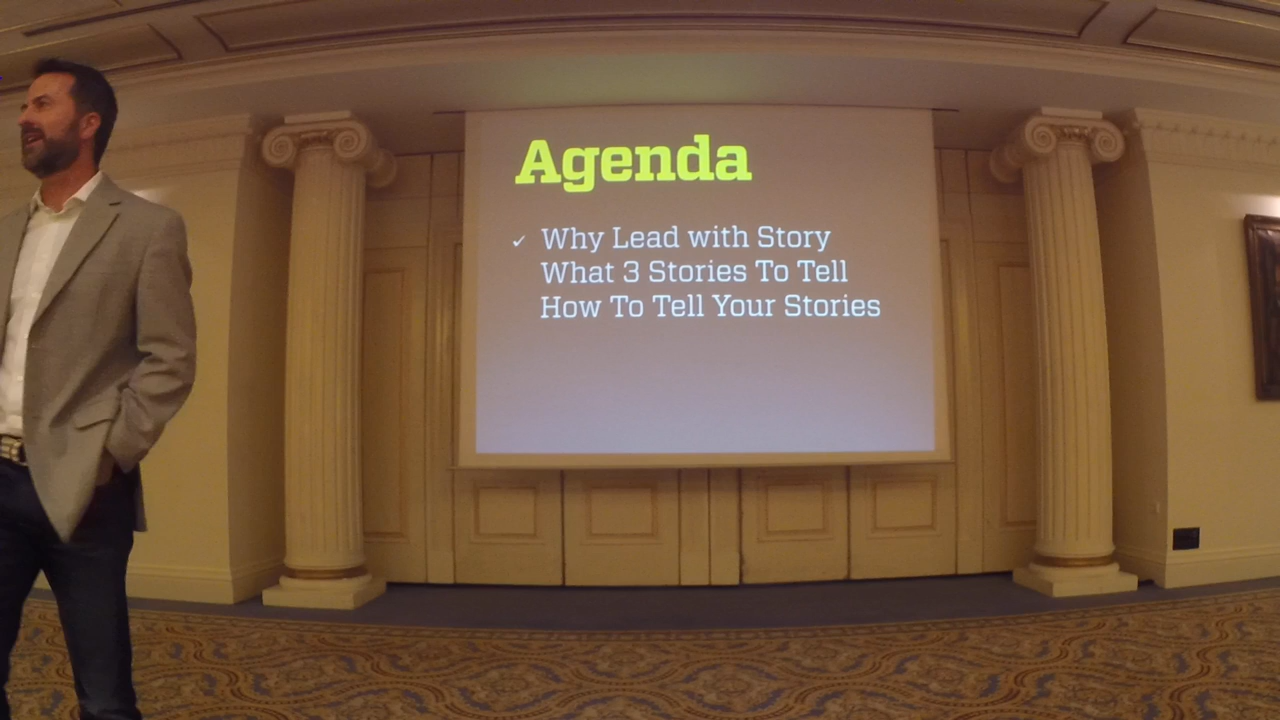 Agenda
✓ Why Lead with Story
What 3 Stories To Tell
How To Tell Your Stories